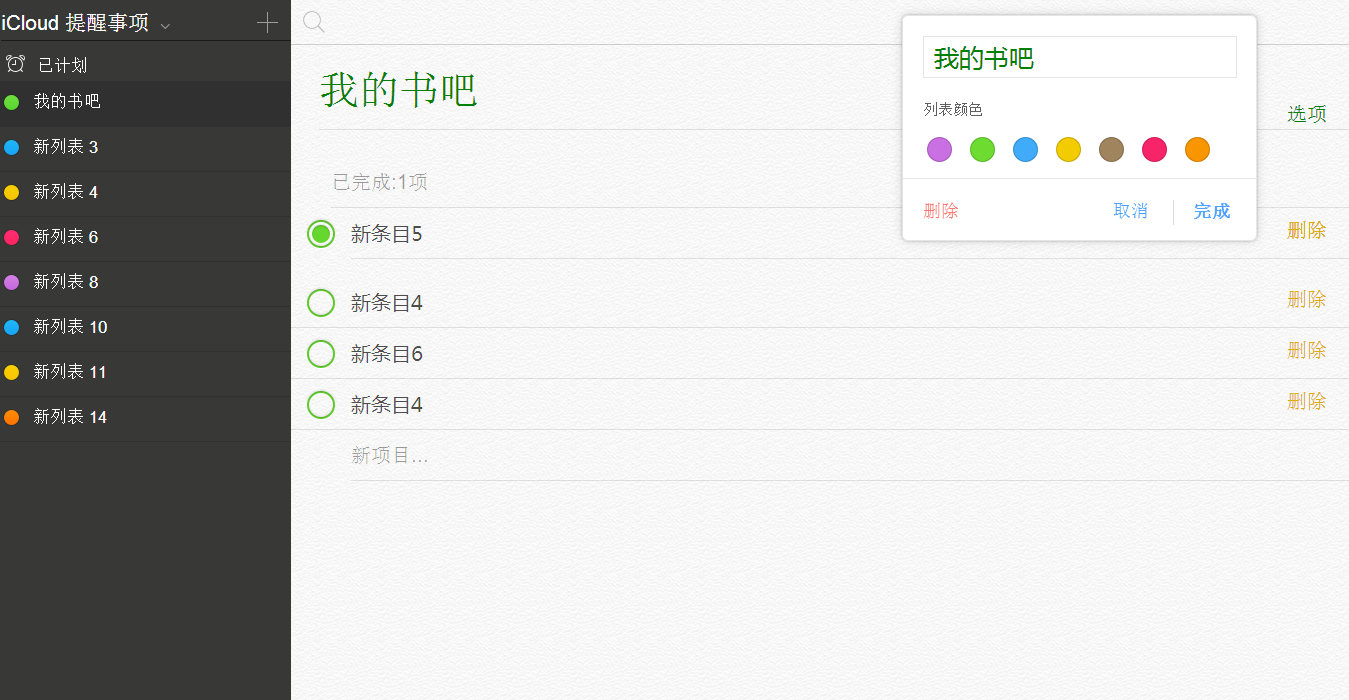 iCloud 提醒事项
已计划
我的书吧
新列表 3
新列表 4
新列表 6
新列表 8
新列表 10
新列表 11
新列表 14
我的书吧
选项
已完成:1项
新条目5
删除
新条目4
删除
新条目6
删除
新条目4
删除
新项目...
我的书吧
列表颜色
删除 取消 完成